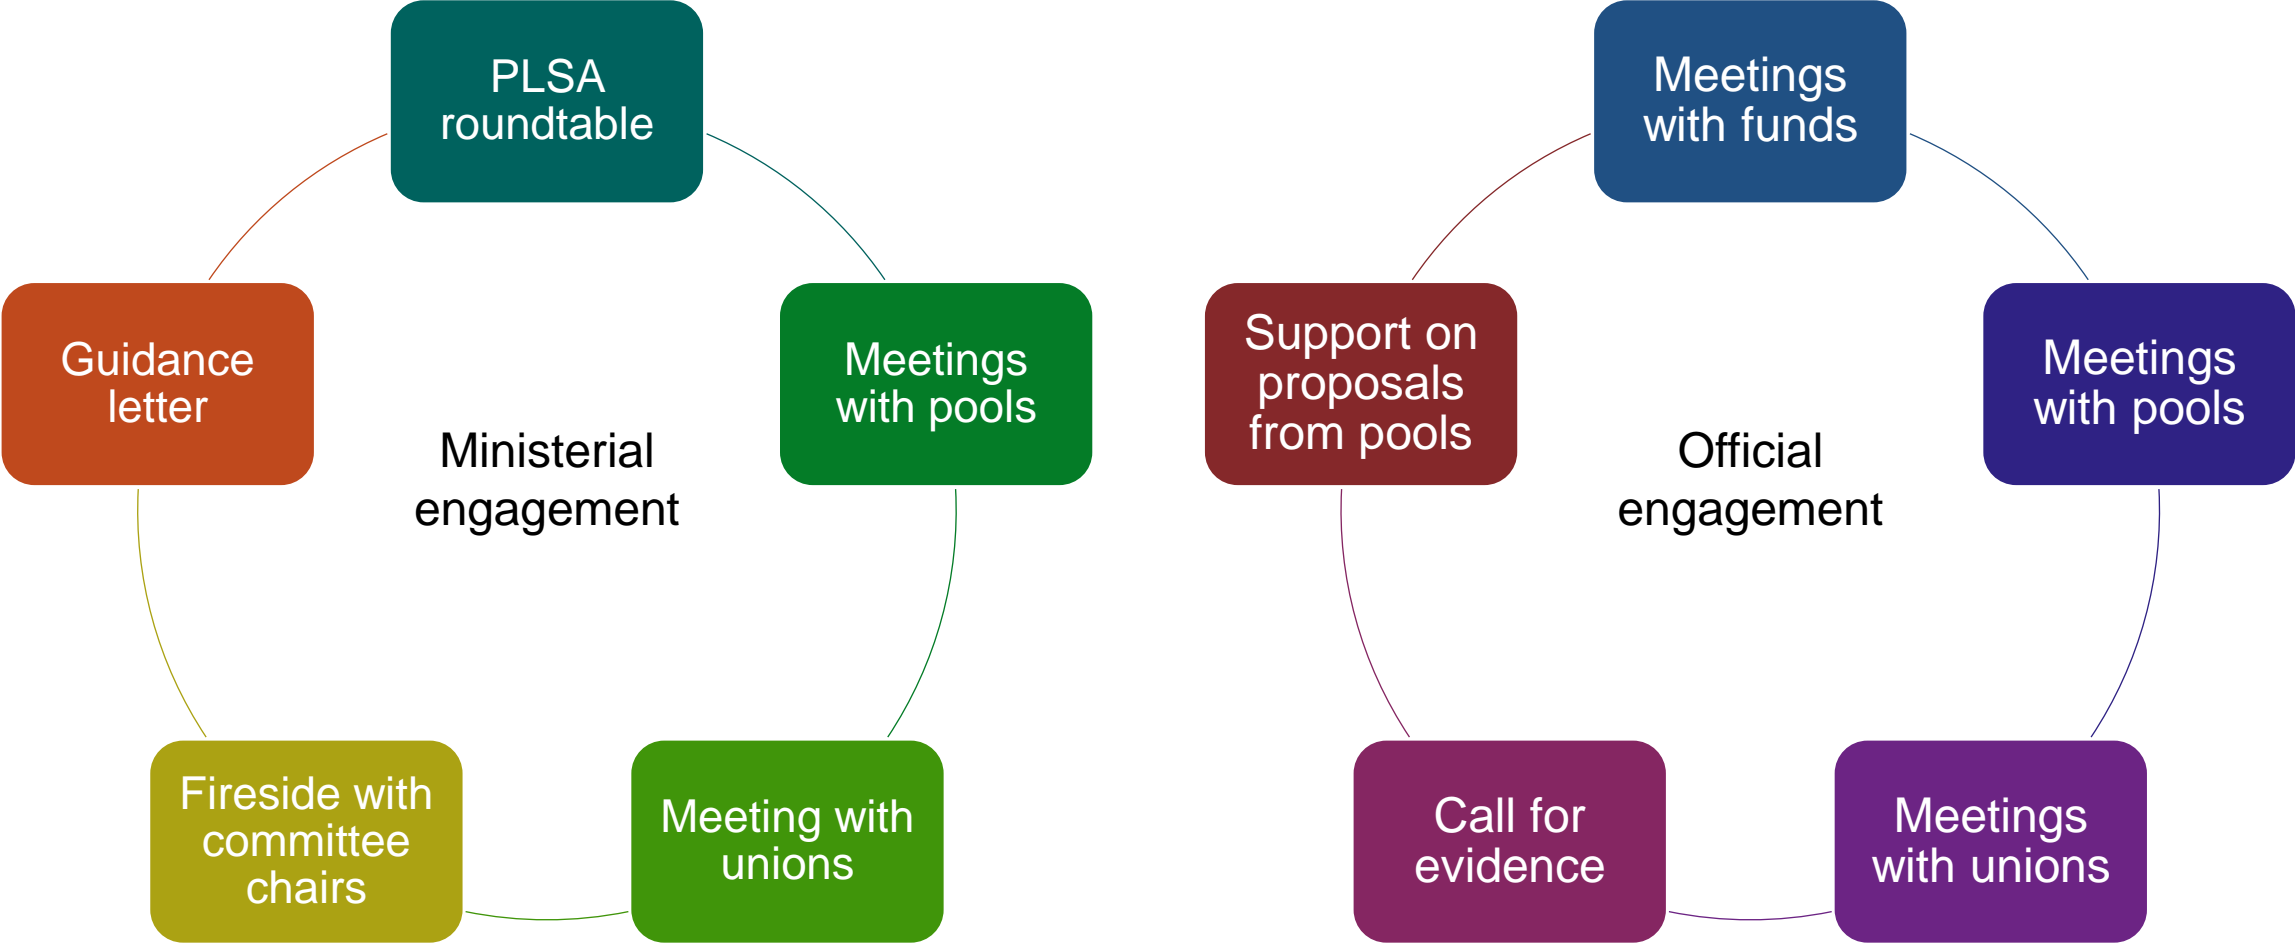 PLSA
roundtable
Meetings
with pools
Meeting with
unions
Fireside with
committee
chairs
Guidance
letter
Ministerial
engagement
Meetings
with funds
Meetings
with pools
Meetings
with unions
Call for
evidence
Support on
proposals
from pools
Official
engagement